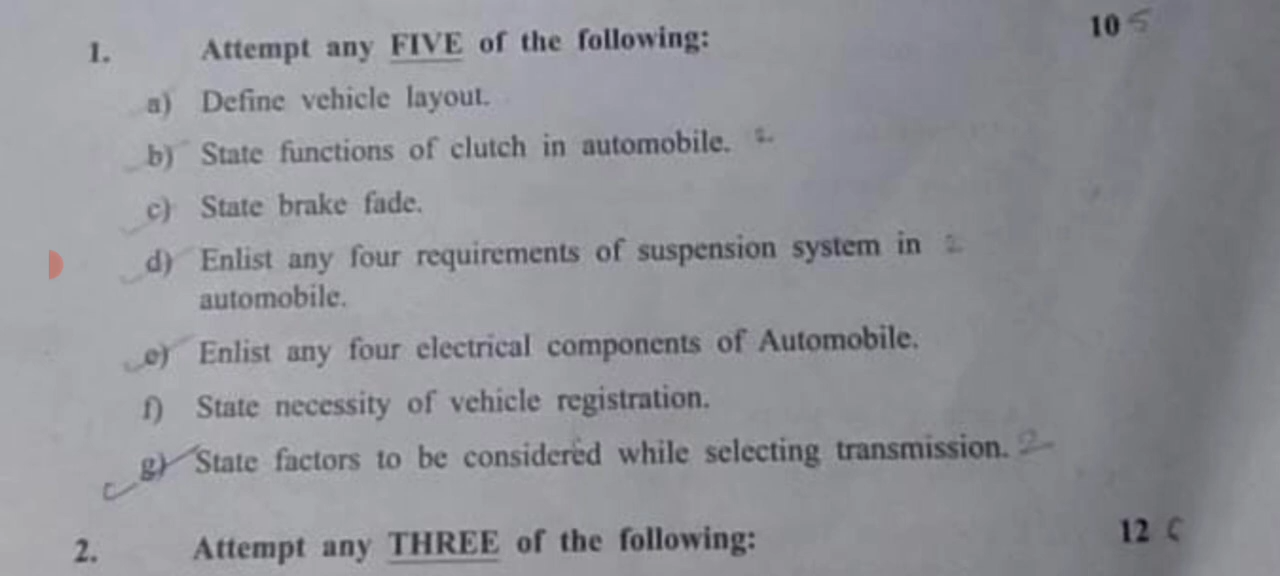 1. Attempt any FIVE of the following: 10 5
a) Define vehicle layout.
b) State functions of clutch in automobile.
c) State brake fade.
d) Enlist any four requirements of suspension system in 2
automobile.
e) Enlist any four electrical components of Automobile.
f) State necessity of vehicle registration.
g) State factors to be considered while selecting transmission. 2
2. Attempt any THREE of the following: 12